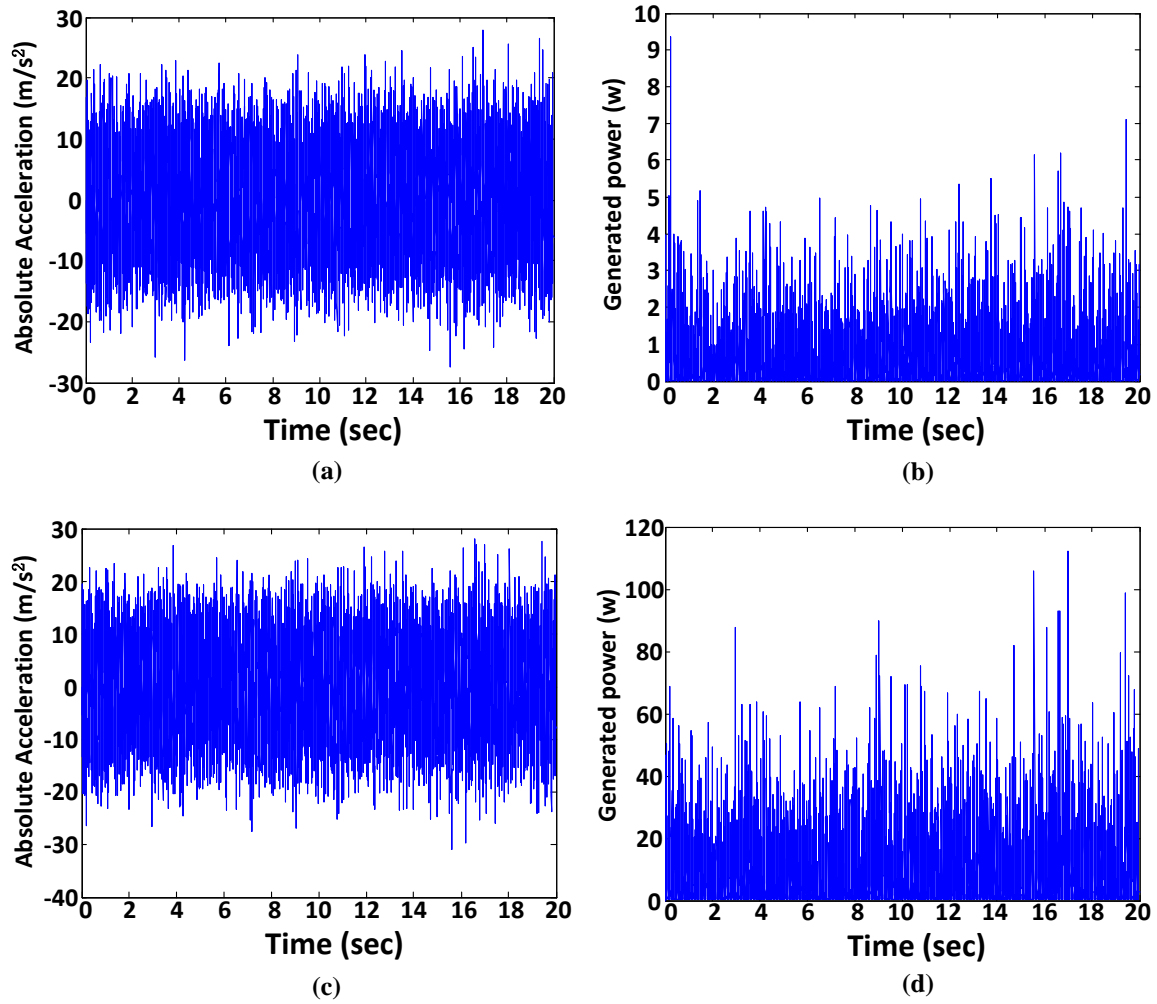 Absolute Acceleration (m/s²)
30
20
10
0
-10
-20
-30
0 2 4 6 8 10 12 14 16 18 20
Time (sec)
(a)
Generated power (w)
10
9
8
7
6
5
4
3
2
1
0
0 2 4 6 8 10 12 14 16 18 20
Time (sec)
(b)
Absolute Acceleration (m/s²)
30
20
10
0
-10
-20
-30
-40
0 2 4 6 8 10 12 14 16 18 20
Time (sec)
(c)
Generated power (w)
120
100
80
60
40
20
0
0 2 4 6 8 10 12 14 16 18 20
Time (sec)
(d)